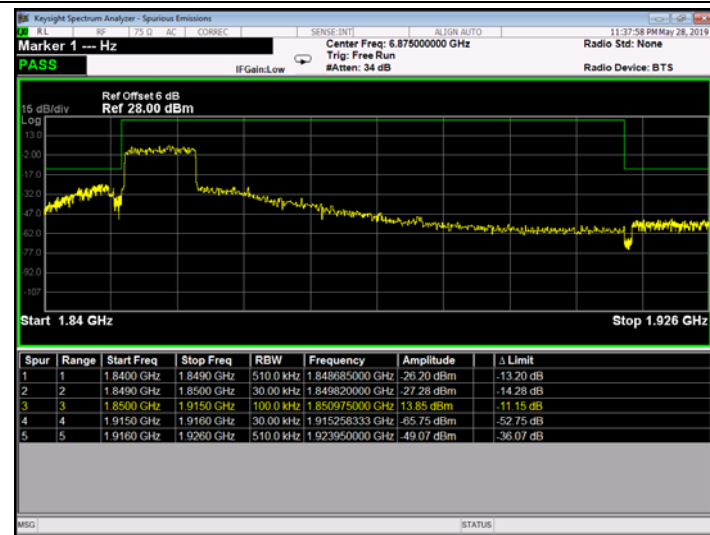 Keysight Spectrum Analyzer - Spurious Emissions
RL RF 75 Ω AC CORREC SENSE:INT ALIGN AUTO 11:37:58 PM May 28, 2019
Marker 1 --- Hz Center Freq: 6.875000000 GHz Radio Std: None
Trig: Free Run
PASS IFGain:Low #Atten: 34 dB Radio Device: BTS
Ref Offset 6 dB
15 dB/div Ref 28.00 dBm
Log
13.0
-2.00
-17.0
-32.0
-47.0
-62.0
-77.0
-92.0
-107
Start 1.84 GHz Stop 1.926 GHz
Spur Range Start Freq Stop Freq RBW Frequency Amplitude Δ Limit
1 1 1.8400 GHz 1.8490 GHz 510.0 kHz 1.848685000 GHz -26.20 dBm -13.20 dB
2 2 1.8490 GHz 1.8500 GHz 30.00 kHz 1.849820000 GHz -27.28 dBm -14.28 dB
3 3 1.8500 GHz 1.9150 GHz 100.0 kHz 1.850975000 GHz 13.85 dBm -11.15 dB
4 4 1.9150 GHz 1.9160 GHz 30.00 kHz 1.915258333 GHz -65.75 dBm -52.75 dB
5 5 1.9160 GHz 1.9260 GHz 510.0 kHz 1.923950000 GHz -49.07 dBm -36.07 dB
MSG STATUS